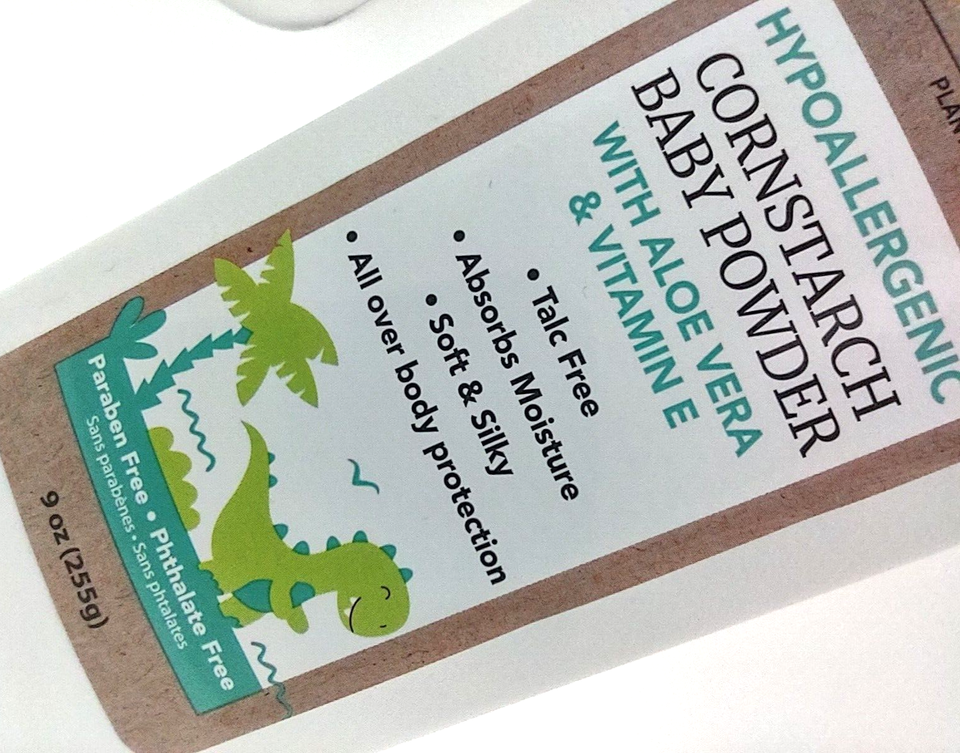 PLAN
HYPOALLERGENIC
CORNSTARCH
BABY POWDER
WITH ALOE VERA
& VITAMIN E
• Talc Free
• Absorbs Moisture
• Soft & Silky
• All over body protection
Paraben Free • Phthalate Free
Sans parabènes • Sans phtalates
9 oz (255g)